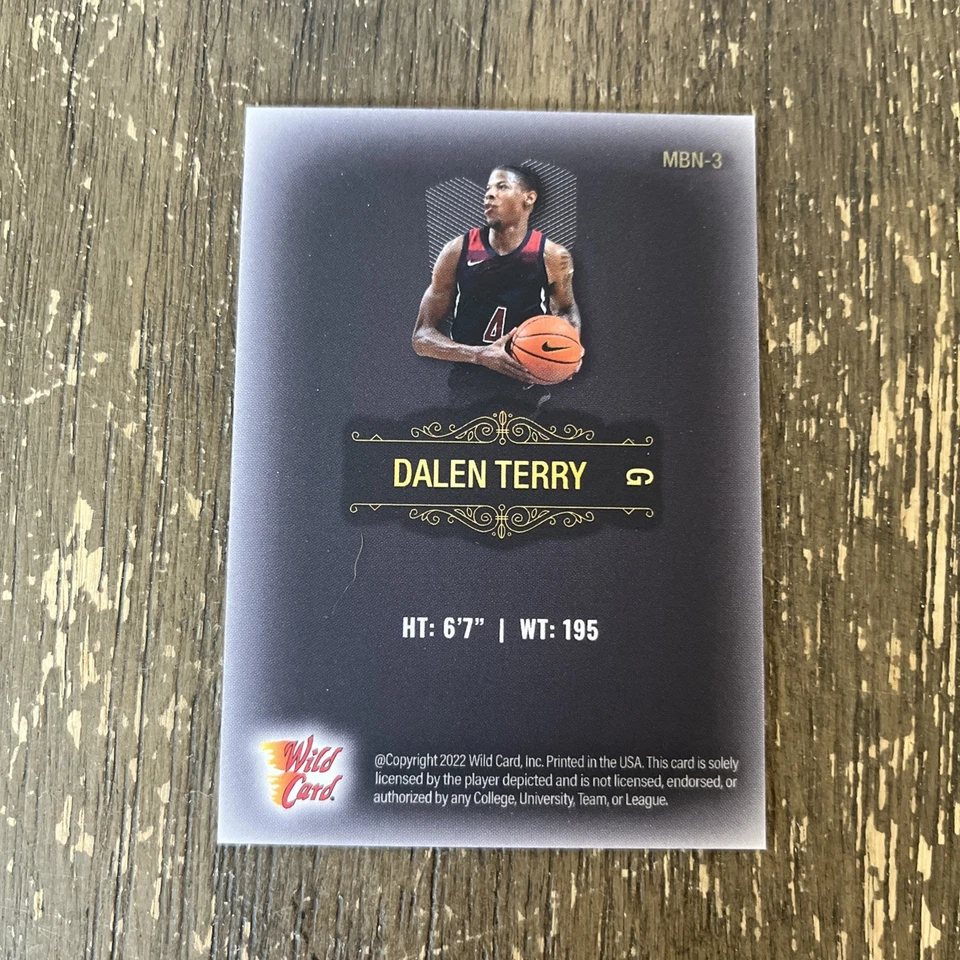 MBN-3
4
DALEN TERRY
G
HT: 6'7" | WT: 195
Wild
Card.
@Copyright 2022 Wild Card, Inc. Printed in the USA. This card is solely
licensed by the player depicted and is not licensed, endorsed, or
authorized by any College, University, Team, or League.